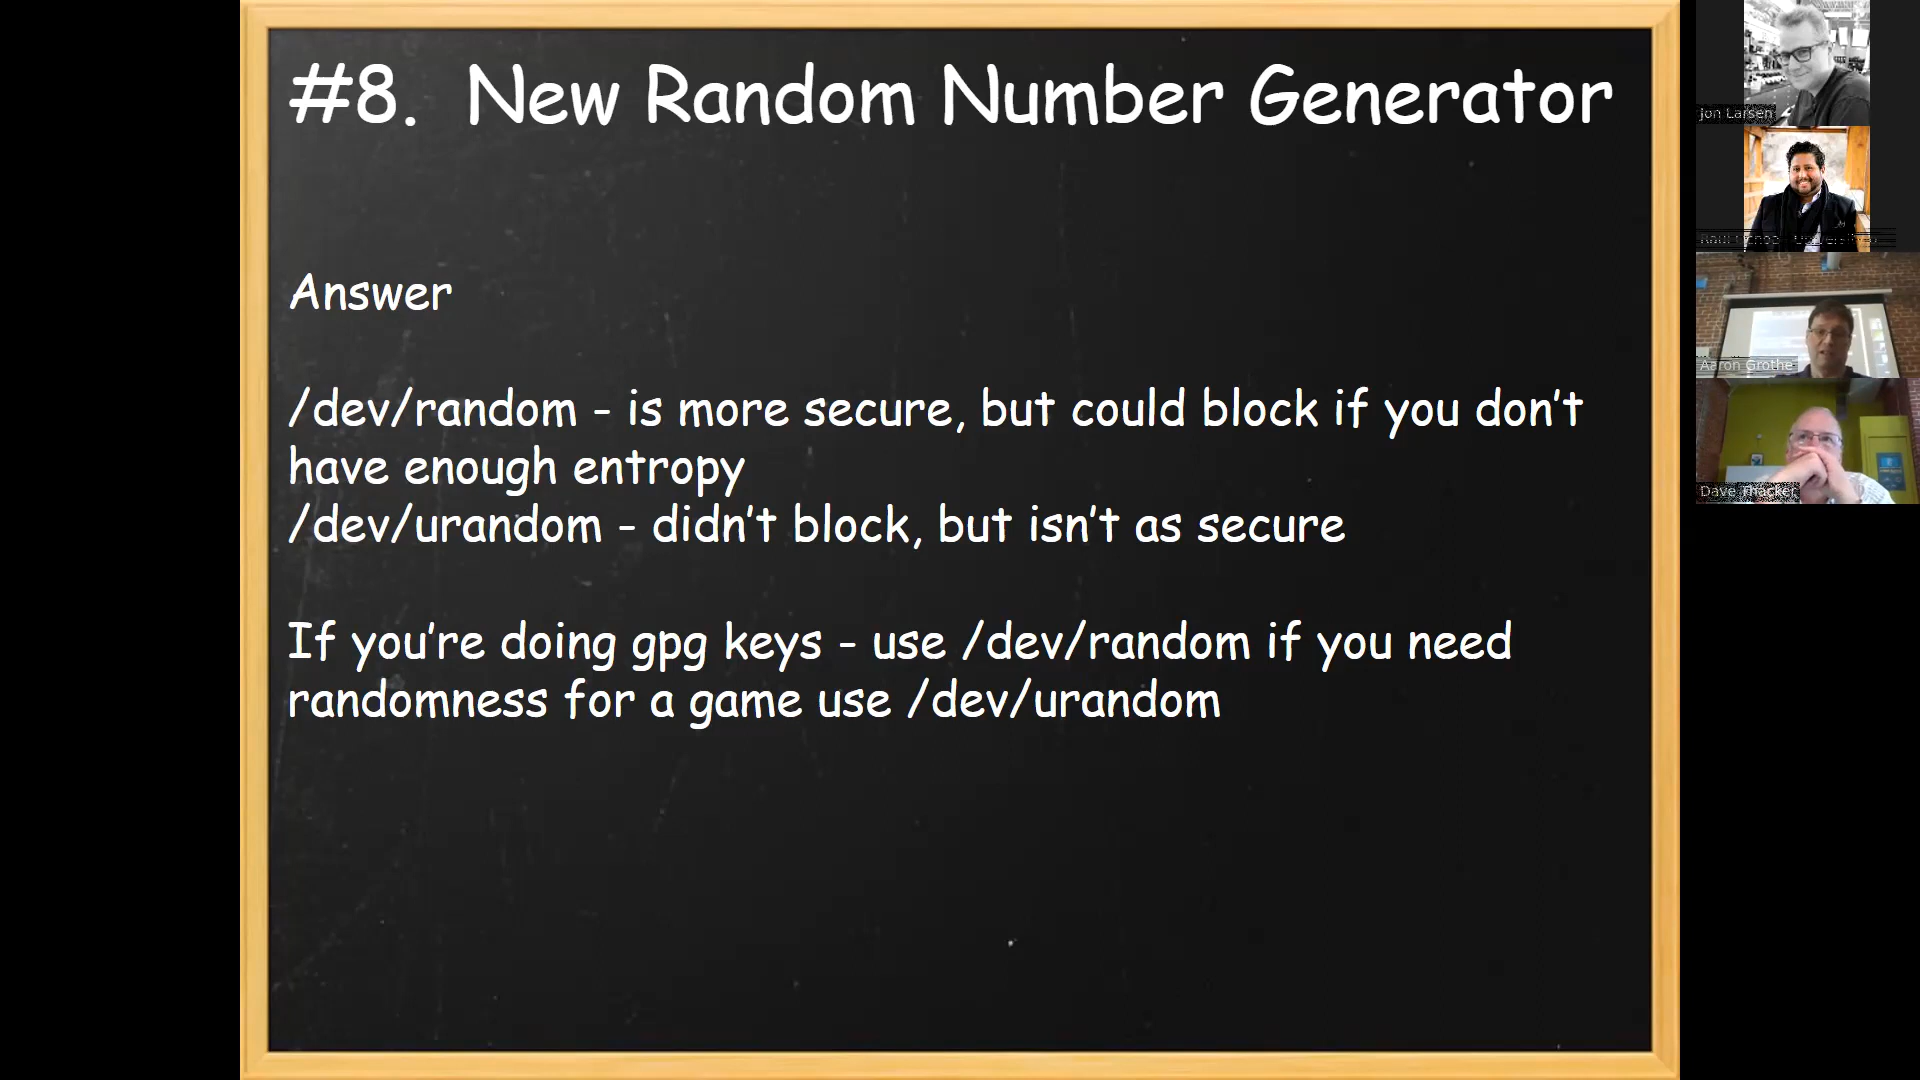 #8. New Random Number Generator
Answer
/dev/random - is more secure, but could block if you don't
have enough entropy
/dev/urandom - didn't block, but isn't as secure
If you're doing gpg keys - use /dev/random if you need
randomness for a game use /dev/urandom
Jon Larsen
Aaron Grothe
Dave Thacker